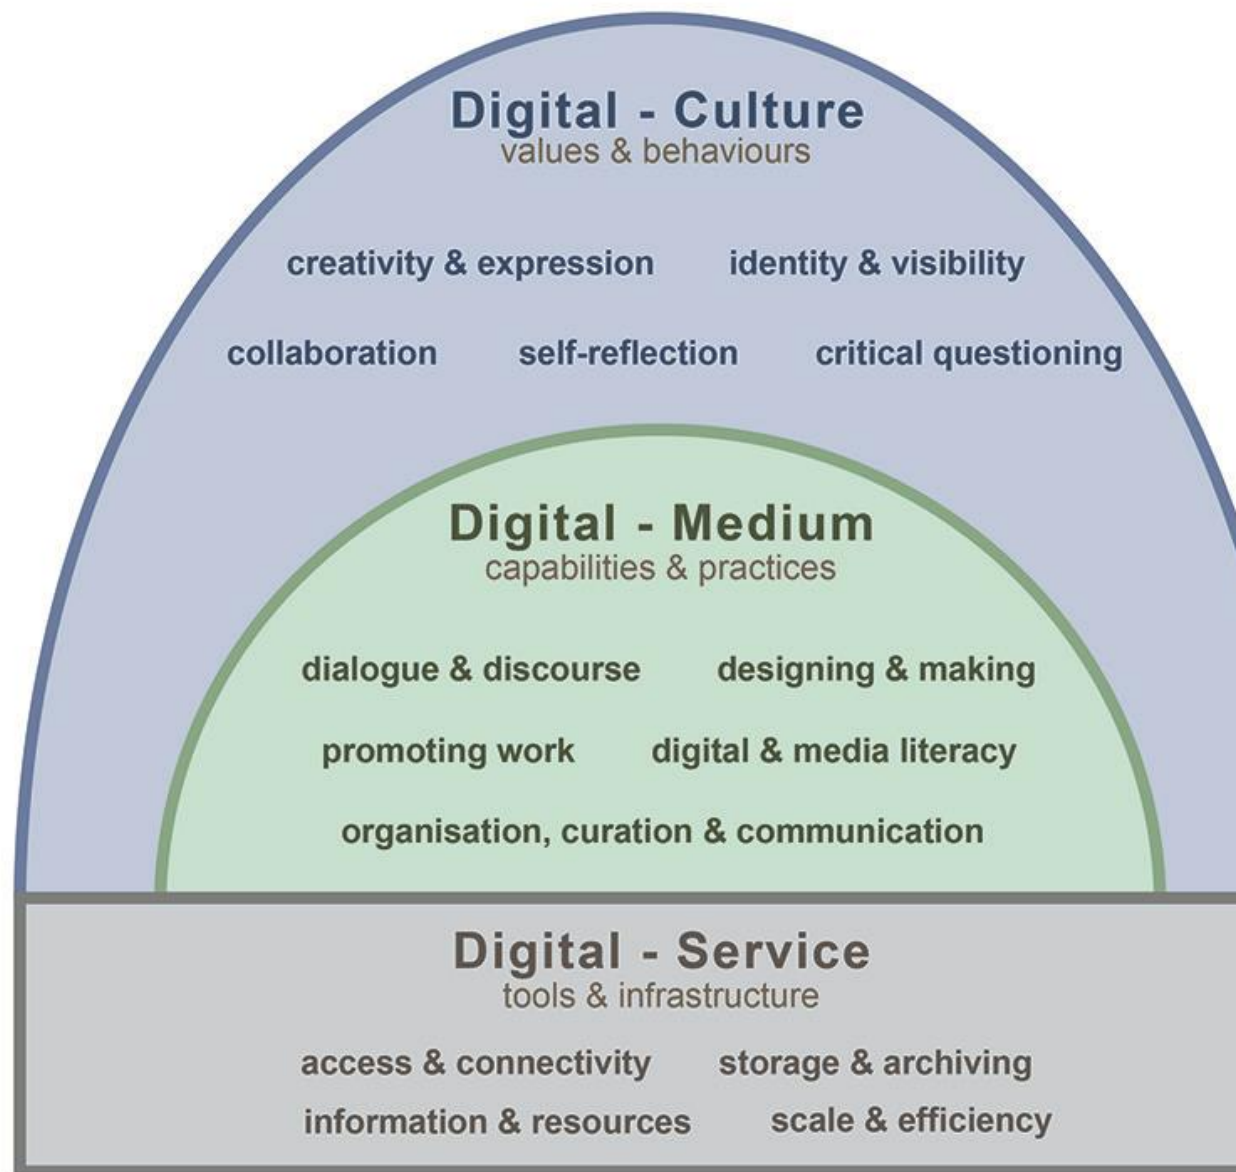 Digital - Culture
values & behaviours
creativity & expression identity & visibility
collaboration self-reflection critical questioning
Digital - Medium
capabilities & practices
dialogue & discourse designing & making
promoting work digital & media literacy
organisation, curation & communication
Digital - Service
tools & infrastructure
access & connectivity storage & archiving
information & resources scale & efficiency